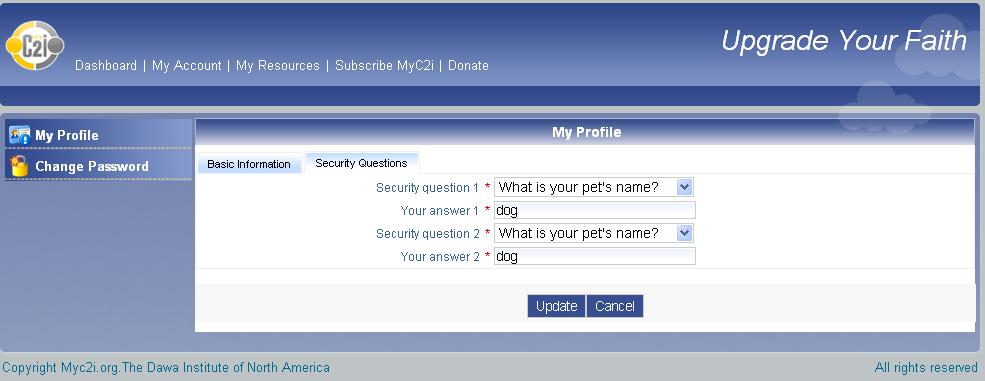 MY
C2i
Upgrade Your Faith
Dashboard | My Account | My Resources | Subscribe MyC2i | Donate
My Profile
Change Password
My Profile
Basic Information
Security Questions
Security question 1 * What is your pet's name?
Your answer 1 * dog
Security question 2 * What is your pet's name?
Your answer 2 * dog
Update Cancel
Copyright Myc2i.org.The Dawa Institute of North America
All rights reserved